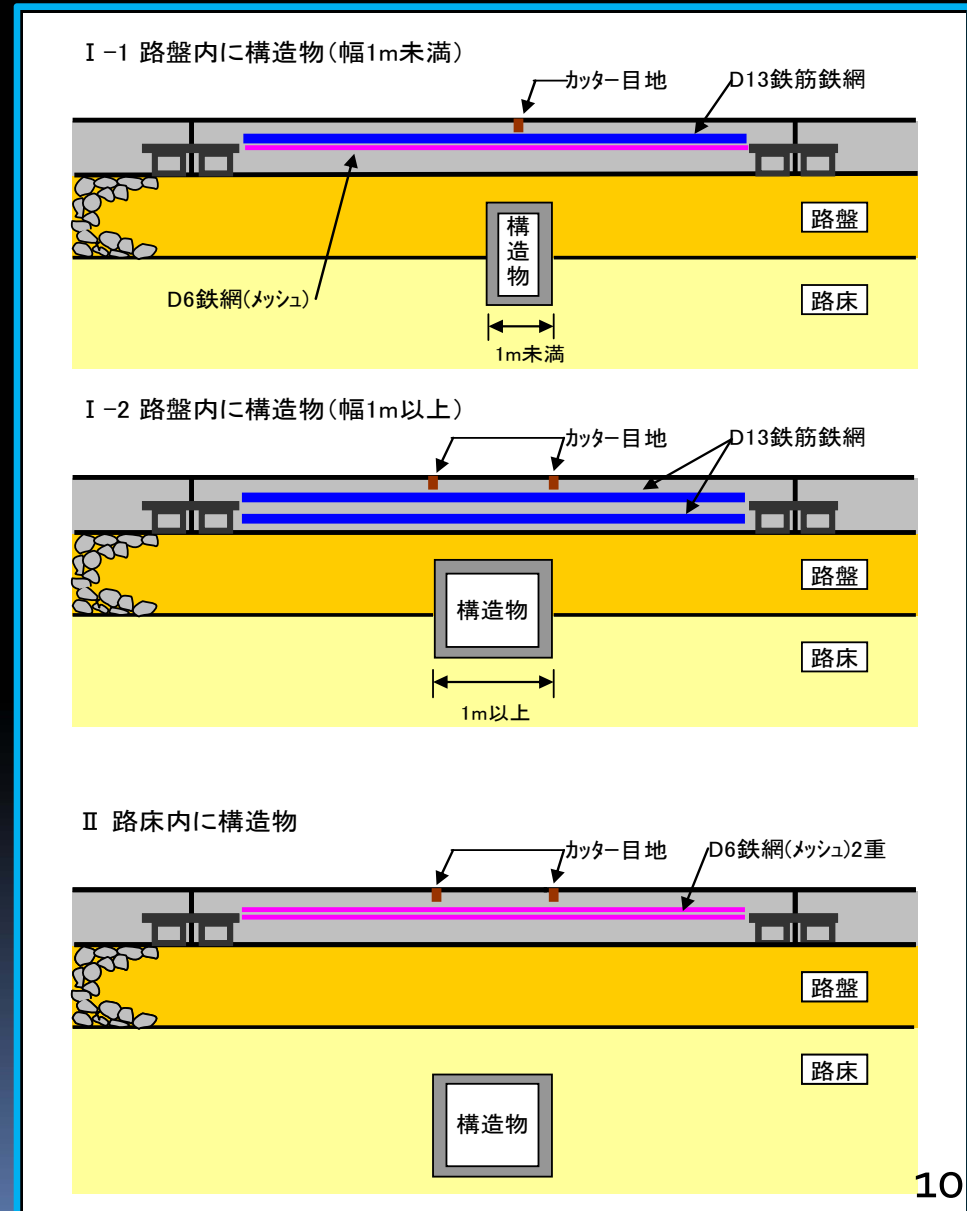 Ⅰ-1 路盤内に構造物(幅1m未満)
カッター目地
D13鉄筋鉄網
構造物
路盤
D6鉄網(メッシュ)
路床
1m未満
Ⅰ-2 路盤内に構造物(幅1m以上)
カッター目地
D13鉄筋鉄網
路盤
構造物
路床
1m以上
Ⅱ 路床内に構造物
カッター目地
D6鉄網(メッシュ)2重
路盤
路床
構造物
10